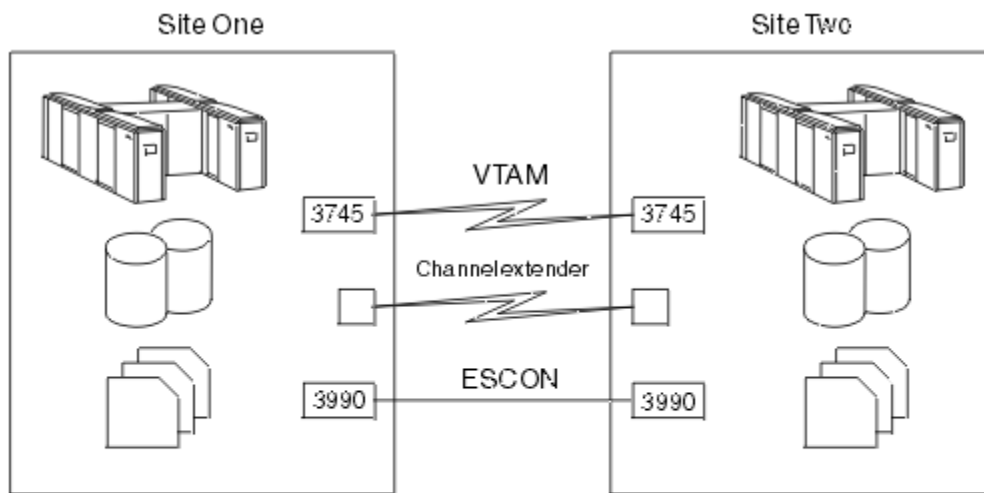 Site One
Site Two
VTAM
3745
3745
Channelextender
ESCON
3990
3990